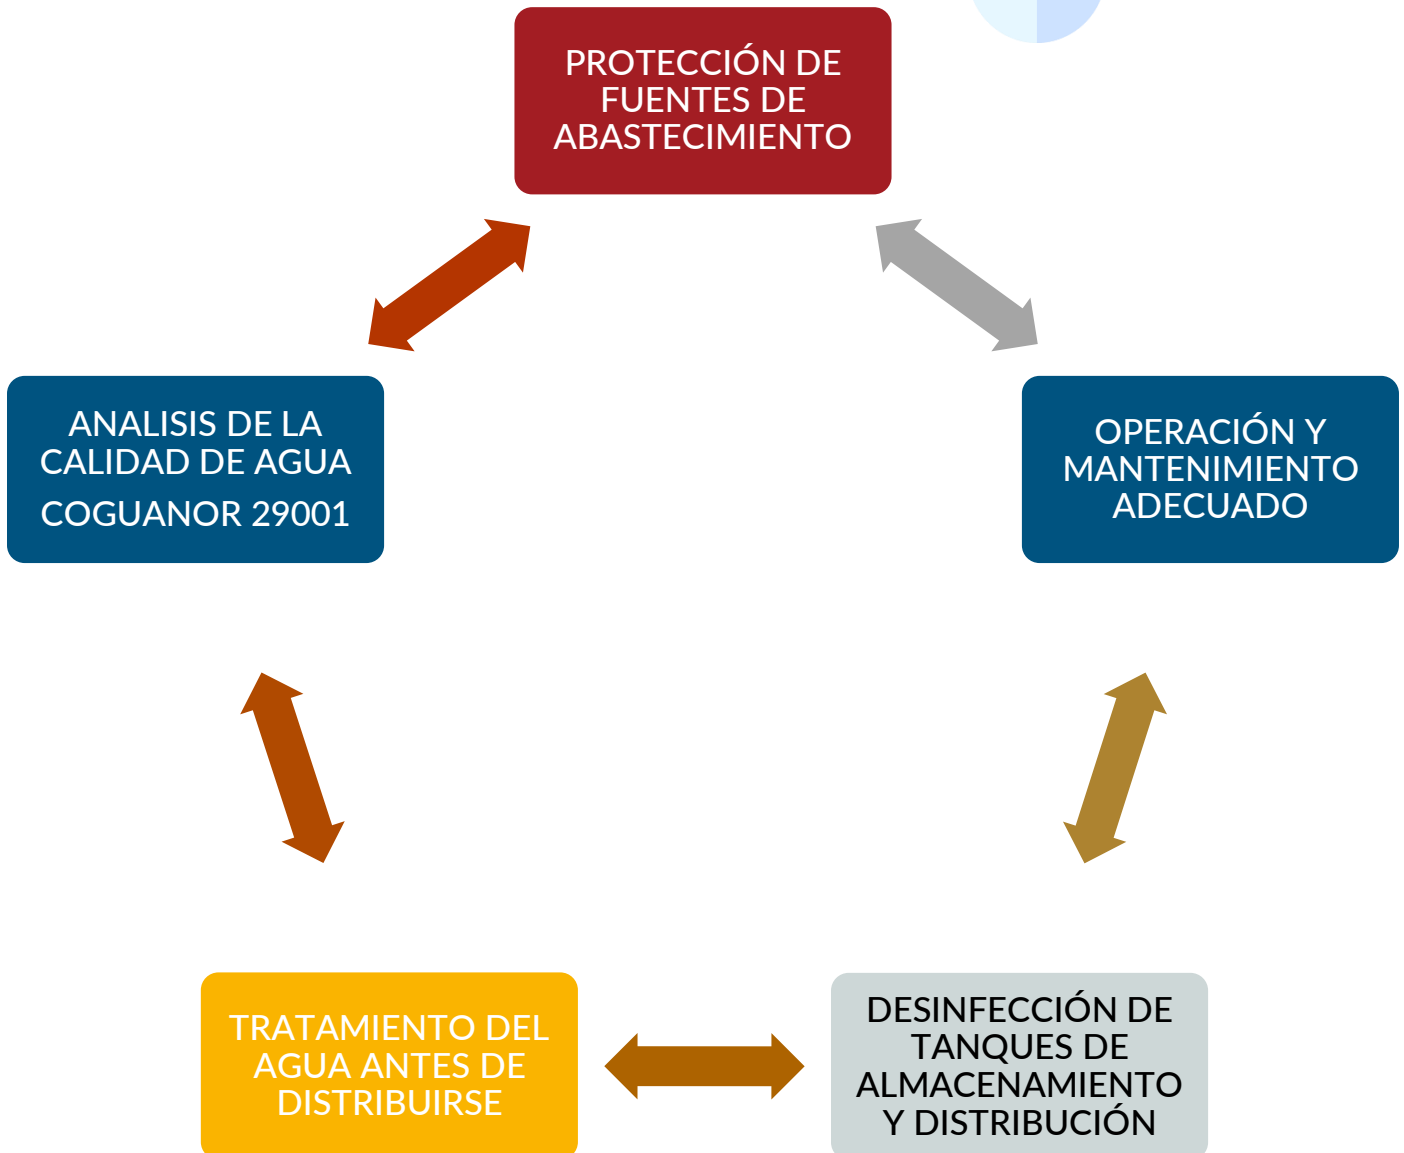 PROTECCIÓN DE
FUENTES DE
ABASTECIMIENTO
ANALISIS DE LA
CALIDAD DE AGUA
COGUANOR 29001
OPERACIÓN Y
MANTENIMIENTO
ADECUADO
TRATAMIENTO DEL
AGUA ANTES DE
DISTRIBUIRSE
DESINFECCIÓN DE
TANQUES DE
ALMACENAMIENTO
Y DISTRIBUCIÓN